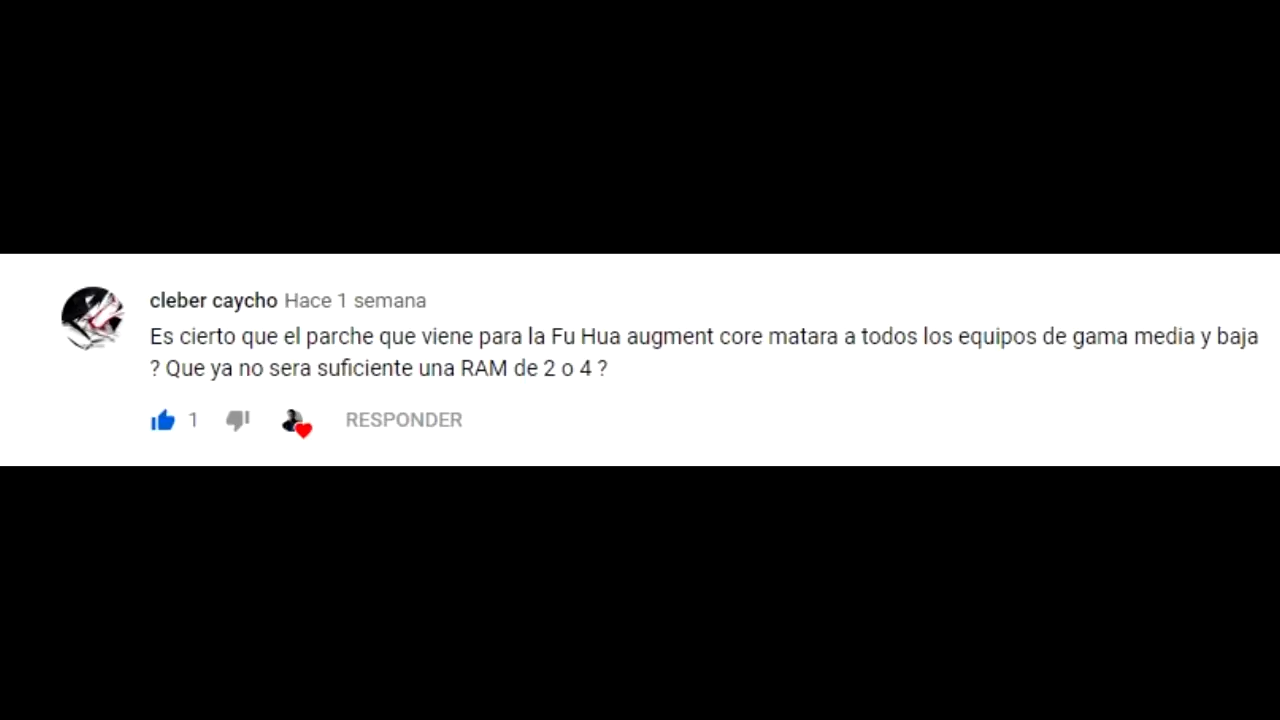 cleber caycho Hace 1 semana
Es cierto que el parche que viene para la Fu Hua augment core matara a todos los equipos de gama media y baja
? Que ya no sera suficiente una RAM de 2 o 4 ?
1 RESPONDER